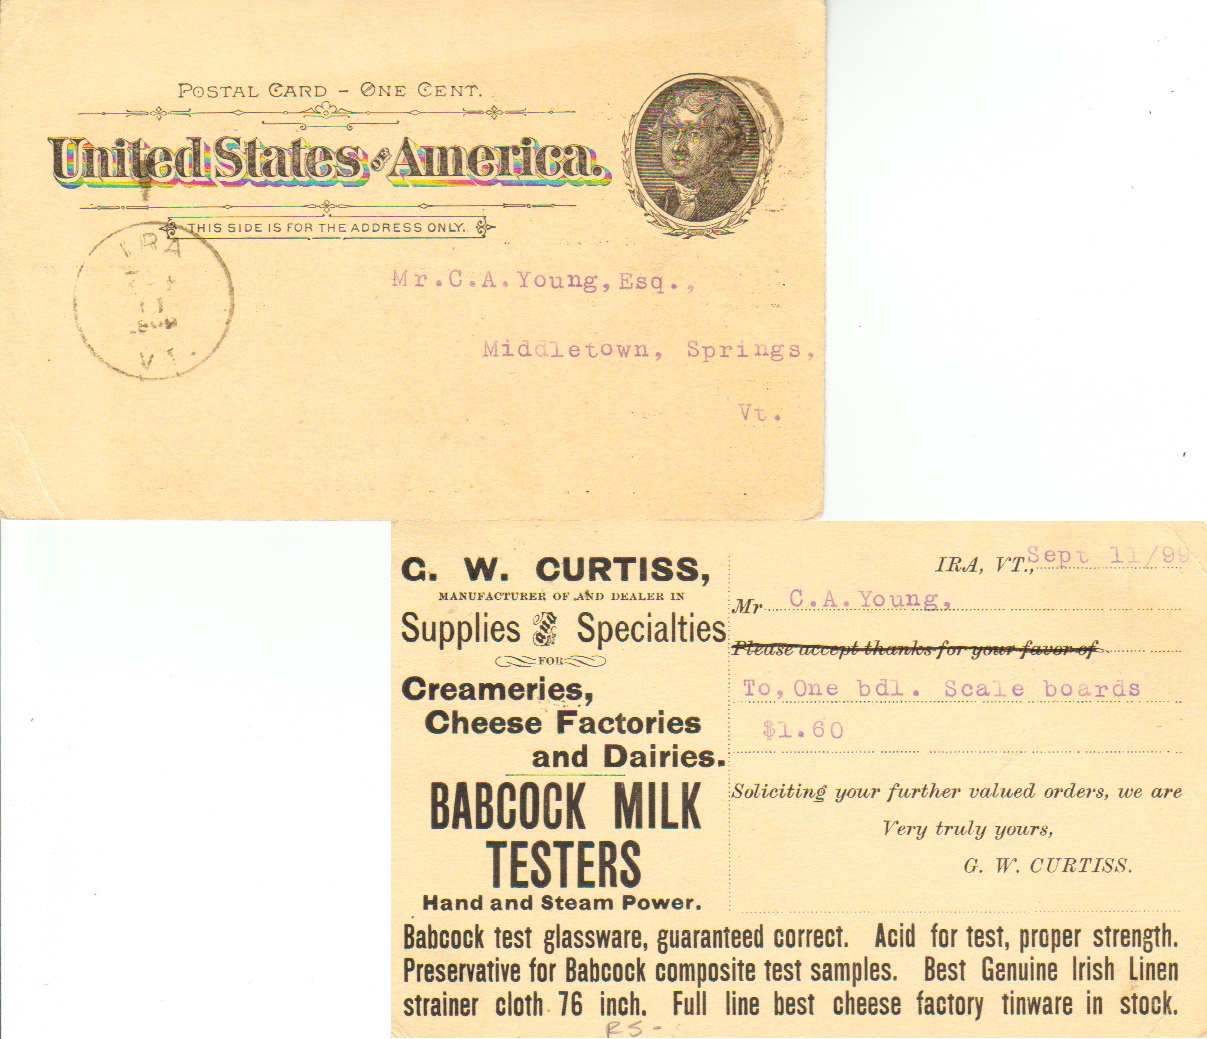 POSTAL CARD – ONE CENT.
United States OF America.
THIS SIDE IS FOR THE ADDRESS ONLY.
IRA
11
VT.
Mr.C.A.Young,Esq.,
Middletown, Springs,
Vt.
G. W. CURTISS,
MANUFACTURER OF AND DEALER IN
Supplies and Specialties
FOR
Creameries,
Cheese Factories
and Dairies.
BABCOCK MILK
TESTERS
Hand and Steam Power.
IRA, VT., Sept 11/99
Mr C.A.Young,
Please accept thanks for your favor of
To,One bdl. Scale boards
$1.60
Soliciting your further valued orders, we are
Very truly yours,
G. W. CURTISS.
Babcock test glassware, guaranteed correct. Acid for test, proper strength.
Preservative for Babcock composite test samples. Best Genuine Irish Linen
strainer cloth 76 inch. Full line best cheese factory tinware in stock.
RS-